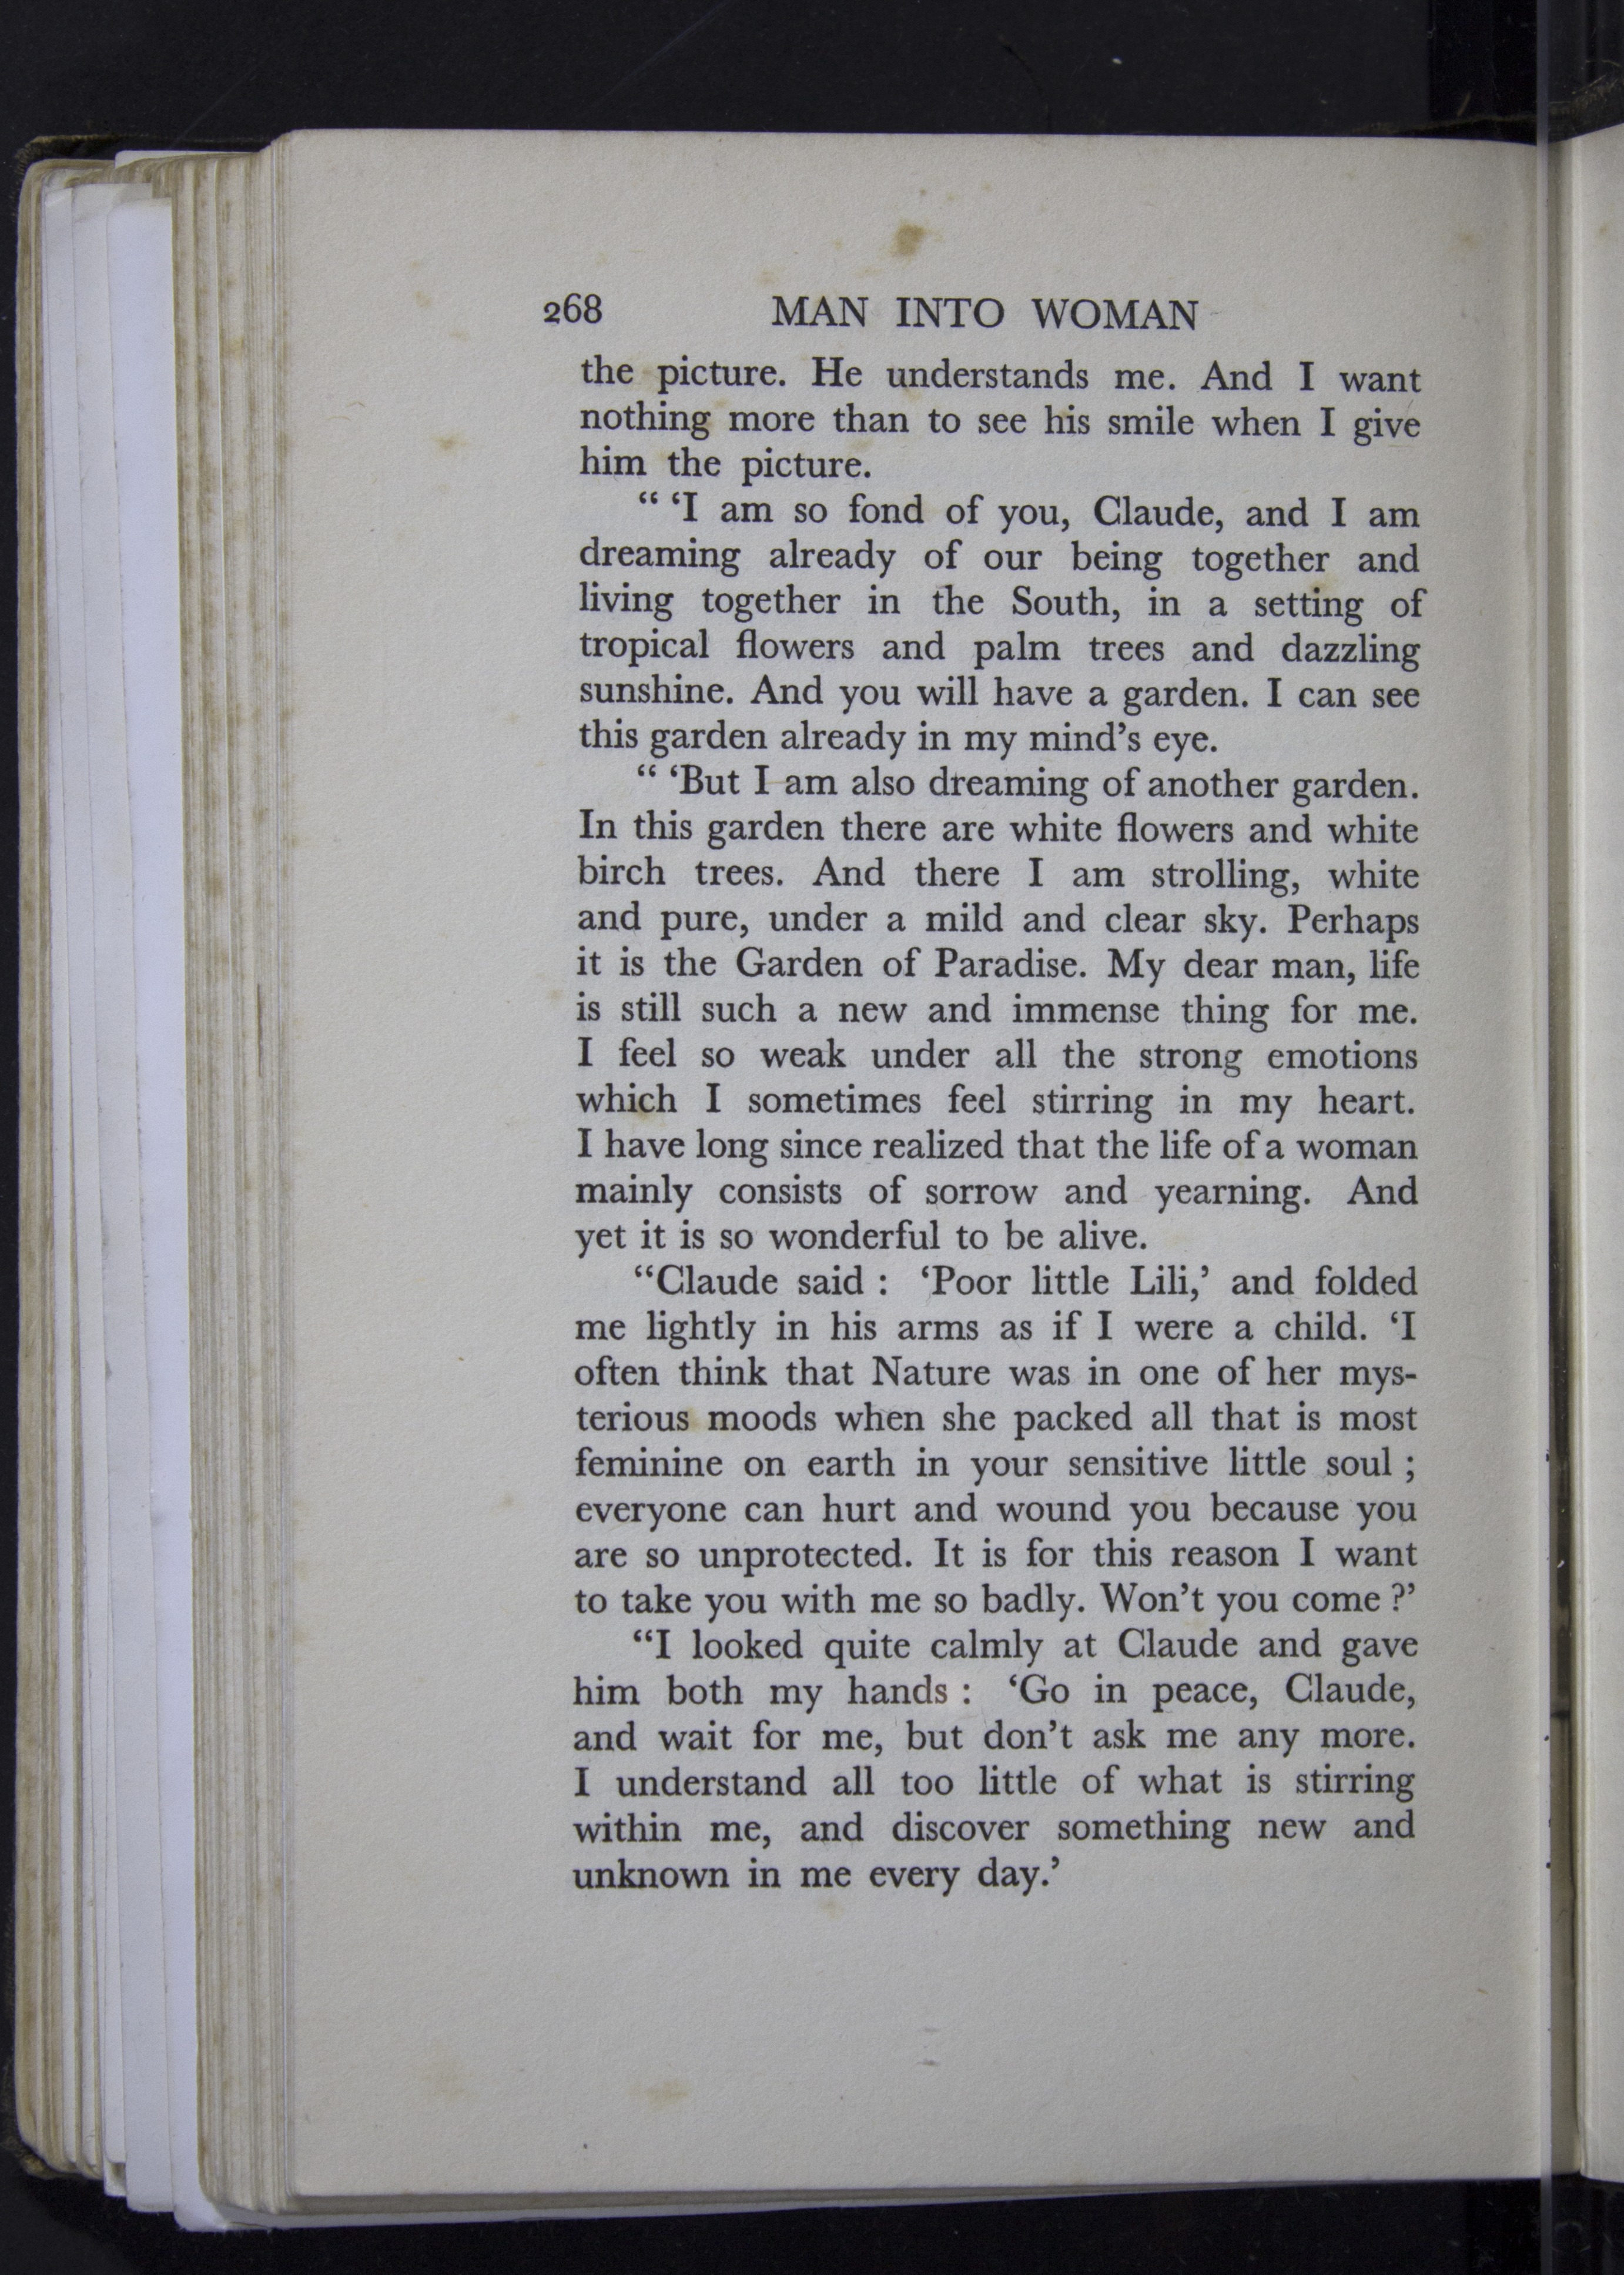 268 MAN INTO WOMAN
the picture. He understands me. And I want
nothing more than to see his smile when I give
him the picture.
“ ‘I am so fond of you, Claude, and I am
dreaming already of our being together and
living together in the South, in a setting of
tropical flowers and palm trees and dazzling
sunshine. And you will have a garden. I can see
this garden already in my mind’s eye.
“ ‘But I am also dreaming of another garden.
In this garden there are white flowers and white
birch trees. And there I am strolling, white
and pure, under a mild and clear sky. Perhaps
it is the Garden of Paradise. My dear man, life
is still such a new and immense thing for me.
I feel so weak under all the strong emotions
which I sometimes feel stirring in my heart.
I have long since realized that the life of a woman
mainly consists of sorrow and yearning. And
yet it is so wonderful to be alive.
“Claude said : ‘Poor little Lili,’ and folded
me lightly in his arms as if I were a child. ‘I
often think that Nature was in one of her mys-
terious moods when she packed all that is most
feminine on earth in your sensitive little soul ;
everyone can hurt and wound you because you
are so unprotected. It is for this reason I want
to take you with me so badly. Won’t you come ?’
“I looked quite calmly at Claude and gave
him both my hands : ‘Go in peace, Claude,
and wait for me, but don’t ask me any more.
I understand all too little of what is stirring
within me, and discover something new and
unknown in me every day.’